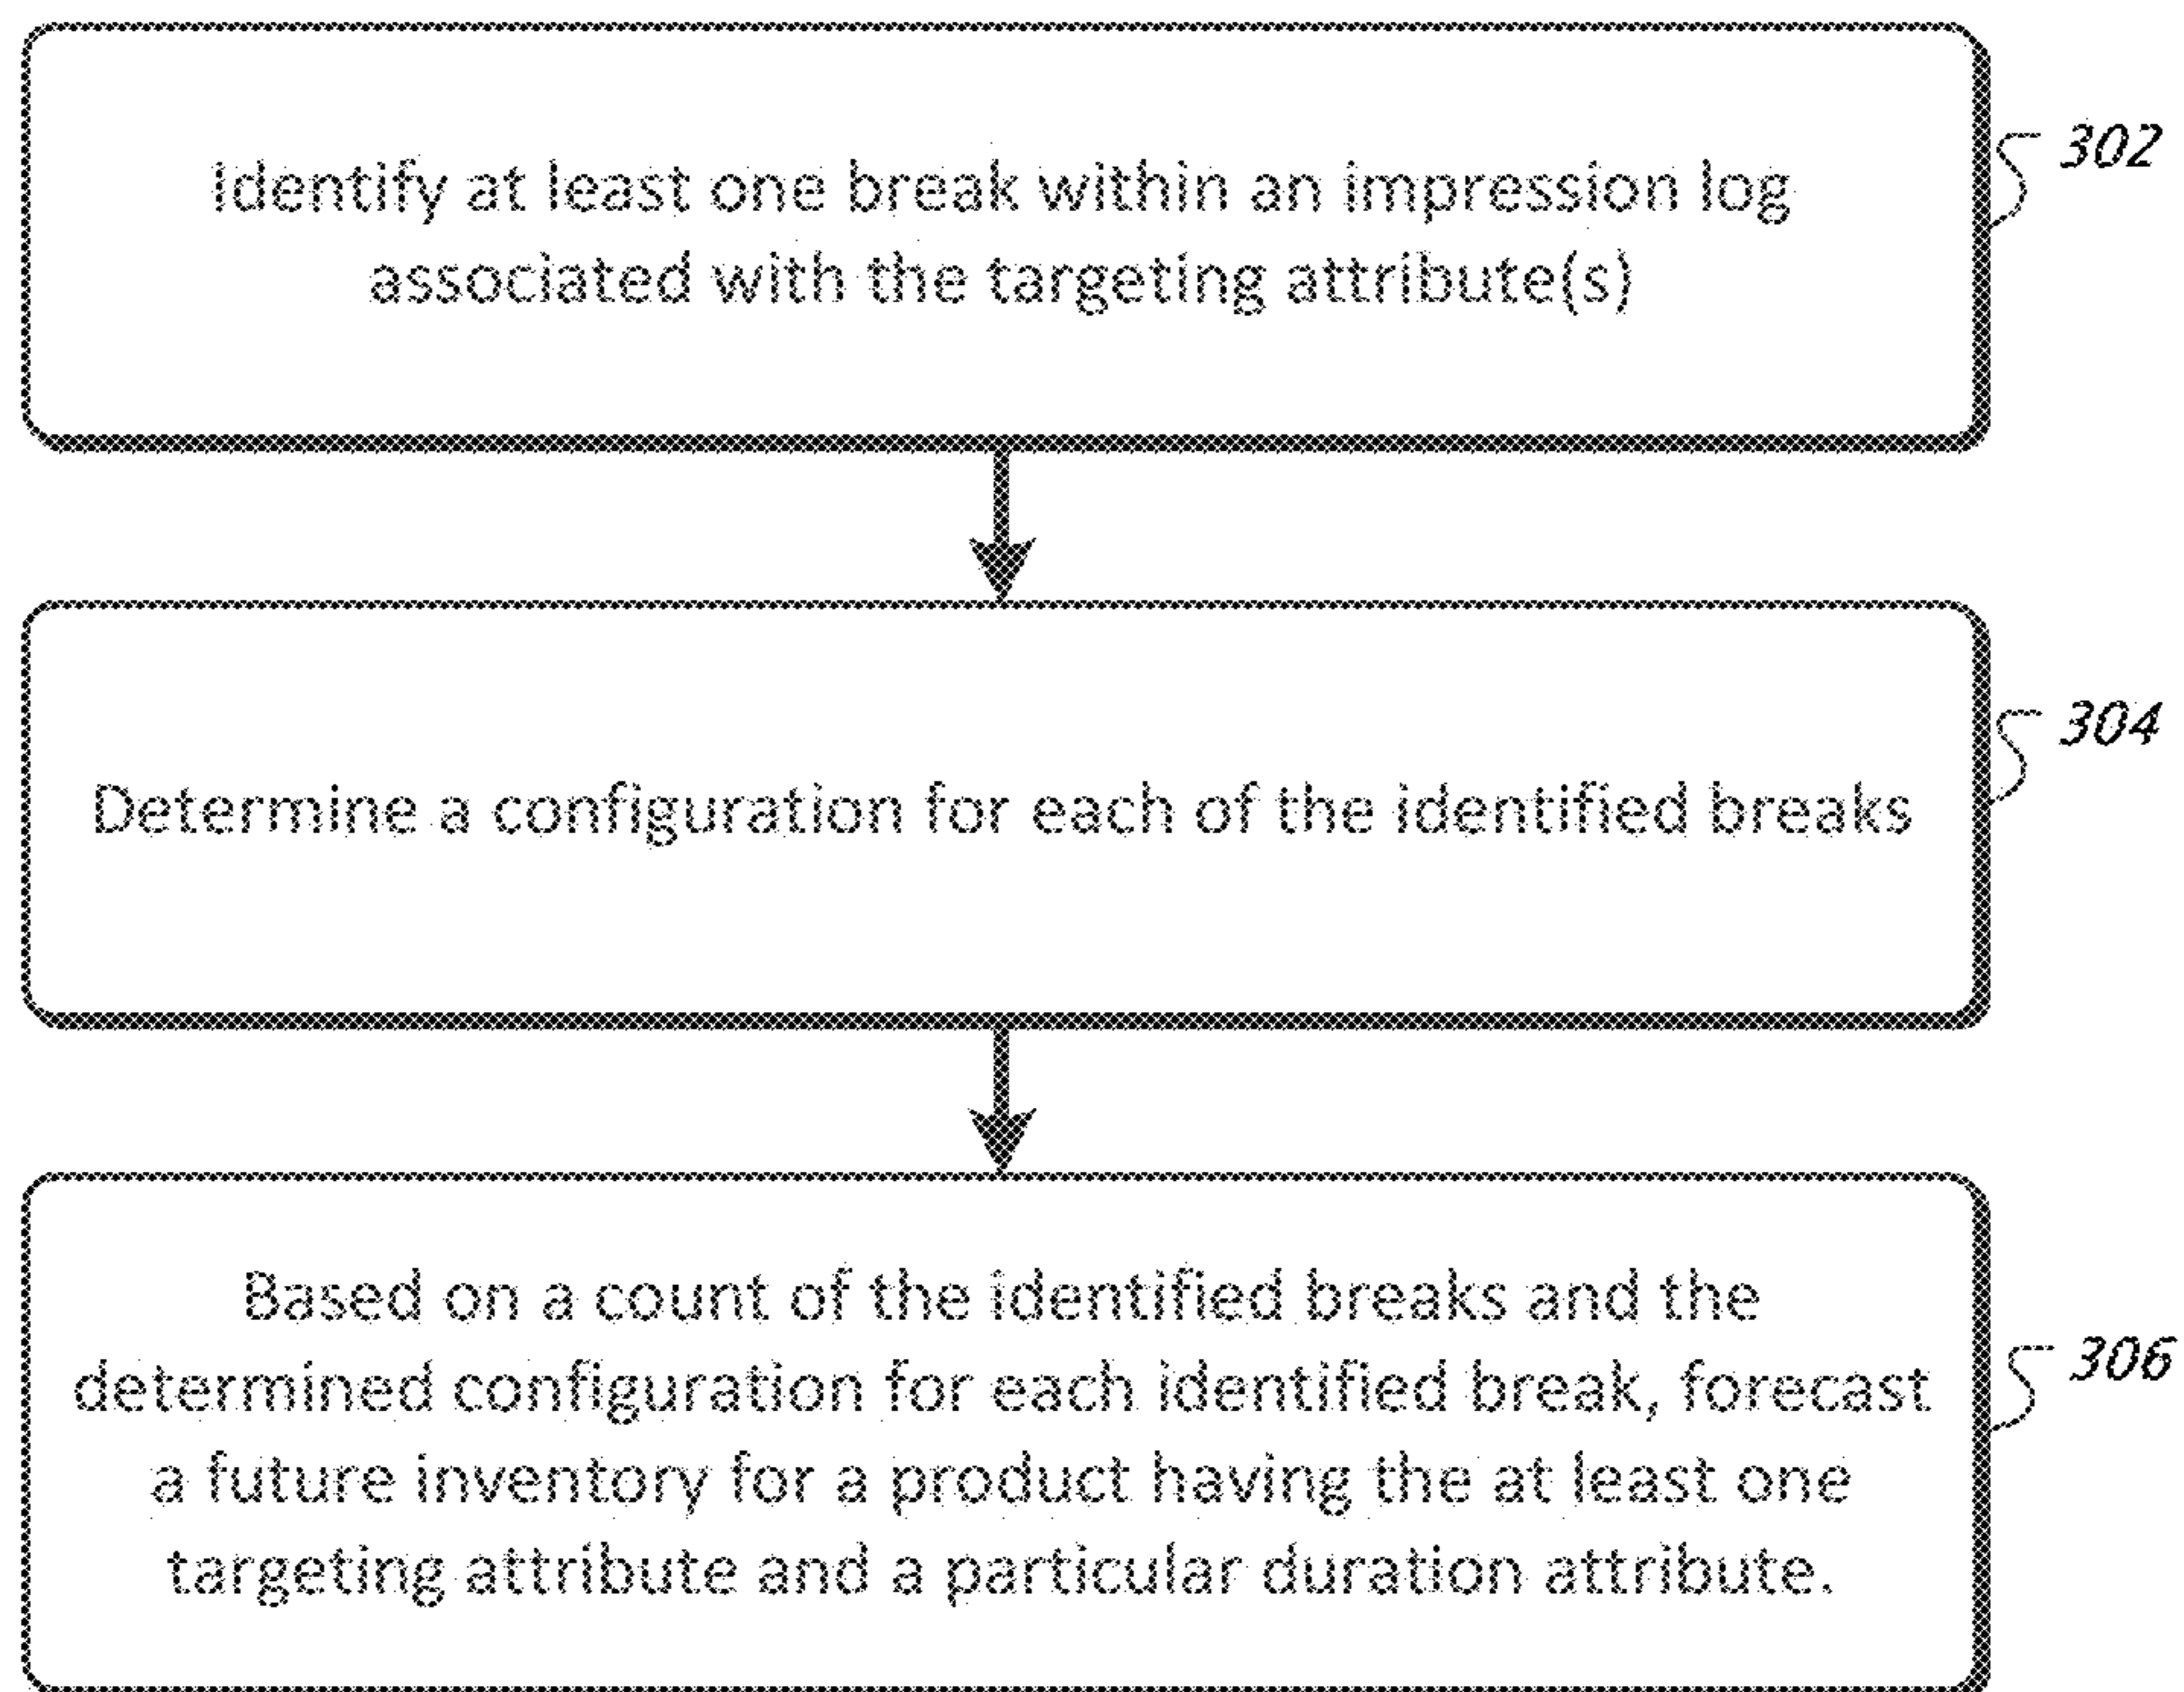 Identify at least one break within an impression log
associated with the targeting attribute(s)
302
Determine a configuration for each of the identified breaks
304
Based on a count of the identified breaks and the
determined configuration for each identified break, forecast
a future inventory for a product having the at least one
targeting attribute and a particular duration attribute.
306